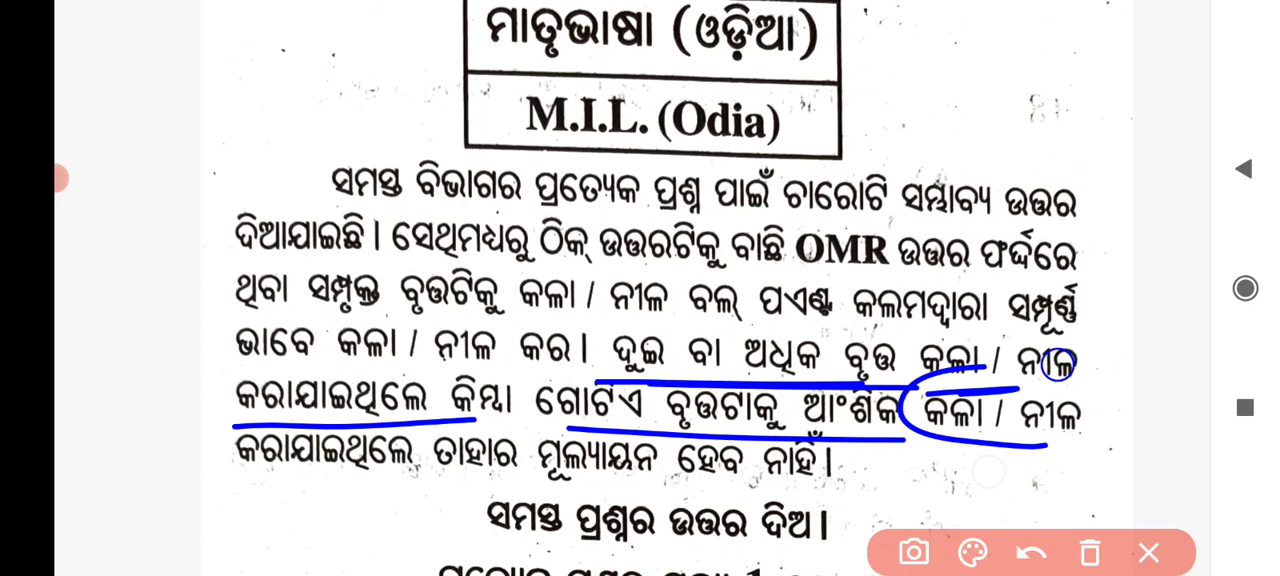 ମାତୃଭାଷା (ଓଡ଼ିଆ)
M.I.L. (Odia)
ସମସ୍ତ ବିଭାଗର ପ୍ରତ୍ୟେକ ପ୍ରଶ୍ନ ପାଇଁ ଚାରୋଟି ସମ୍ଭାବ୍ୟ ଉତ୍ତର
ଦିଆଯାଇଛି। ସେଥିମଧ୍ୟରୁ ଠିକ୍ ଉତ୍ତରଟିକୁ ବାଛି OMR ଉତ୍ତର ଫର୍ଦ୍ଦରେ
ଥିବା ସମ୍ପୃକ୍ତ ବୃତ୍ତଟିକୁ କଳା / ନୀଳ ବଲ୍ ପଏଣ୍ଟ କଲମଦ୍ୱାରା ସମ୍ପୂର୍ଣ୍ଣ
ଭାବେ କଳା / ନୀଳ କର। ଦୁଇ ବା ଅଧିକ ବୃତ୍ତ କଳା / ନୀଳ
କରାଯାଇଥିଲେ କିମ୍ବା ଗୋଟିଏ ବୃତ୍ତଟାକୁ ଆଂଶିକ କଳା / ନୀଳ
କରାଯାଇଥିଲେ ତାହାର ମୂଲ୍ୟାୟନ ହେବ ନାହିଁ।
ସମସ୍ତ ପ୍ରଶ୍ନର ଉତ୍ତର ଦିଅ।